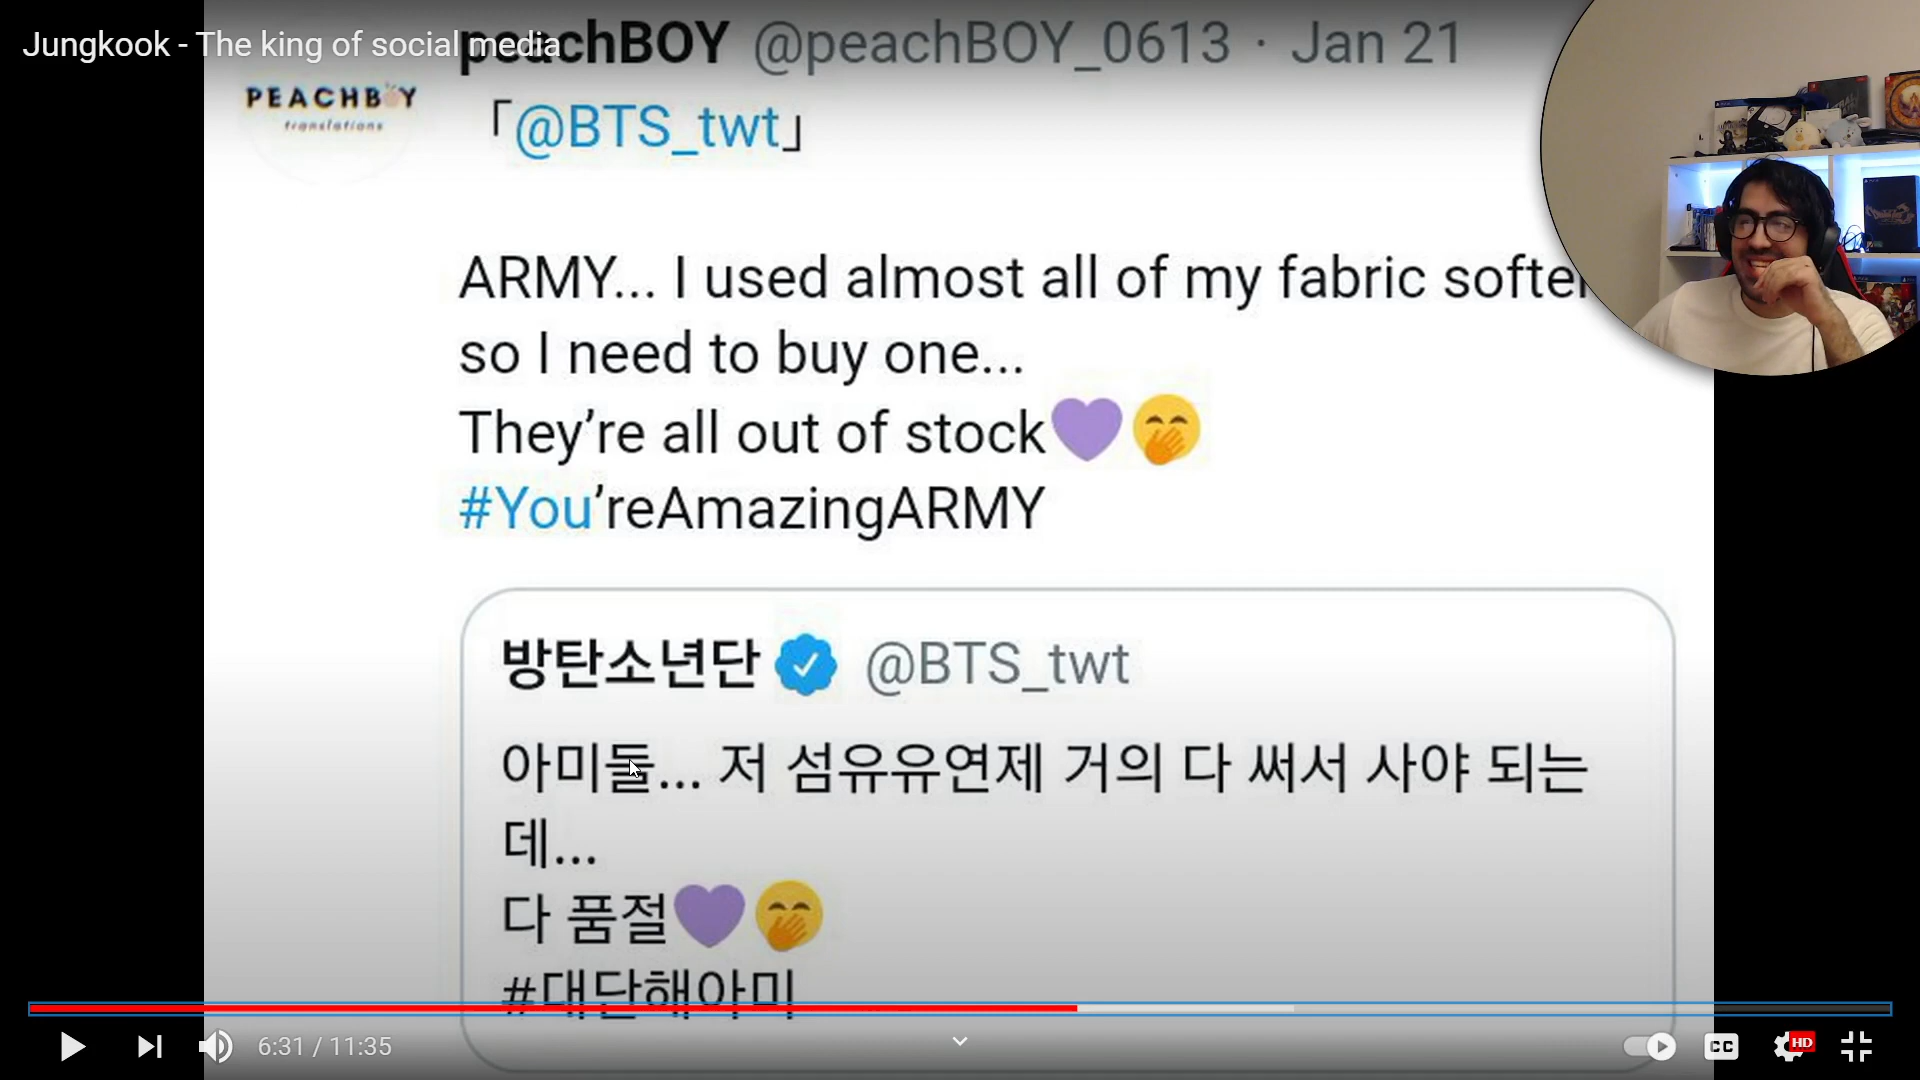 Jungkook - The king of social media
peachBOY @peachBOY_0613 · Jan 21
PEACHBOY
translations
「@BTS_twt」
ARMY... I used almost all of my fabric
so I need to buy one...
They’re all out of stock💜🤭
#You’reAmazingARMY
방탄소년단 @BTS_twt
아미들... 저 섬유유연제 거의 다 써서 사야 되는
데...
다 품절💜🤭
#대단해아미
6:31 / 11:35
CC
HD